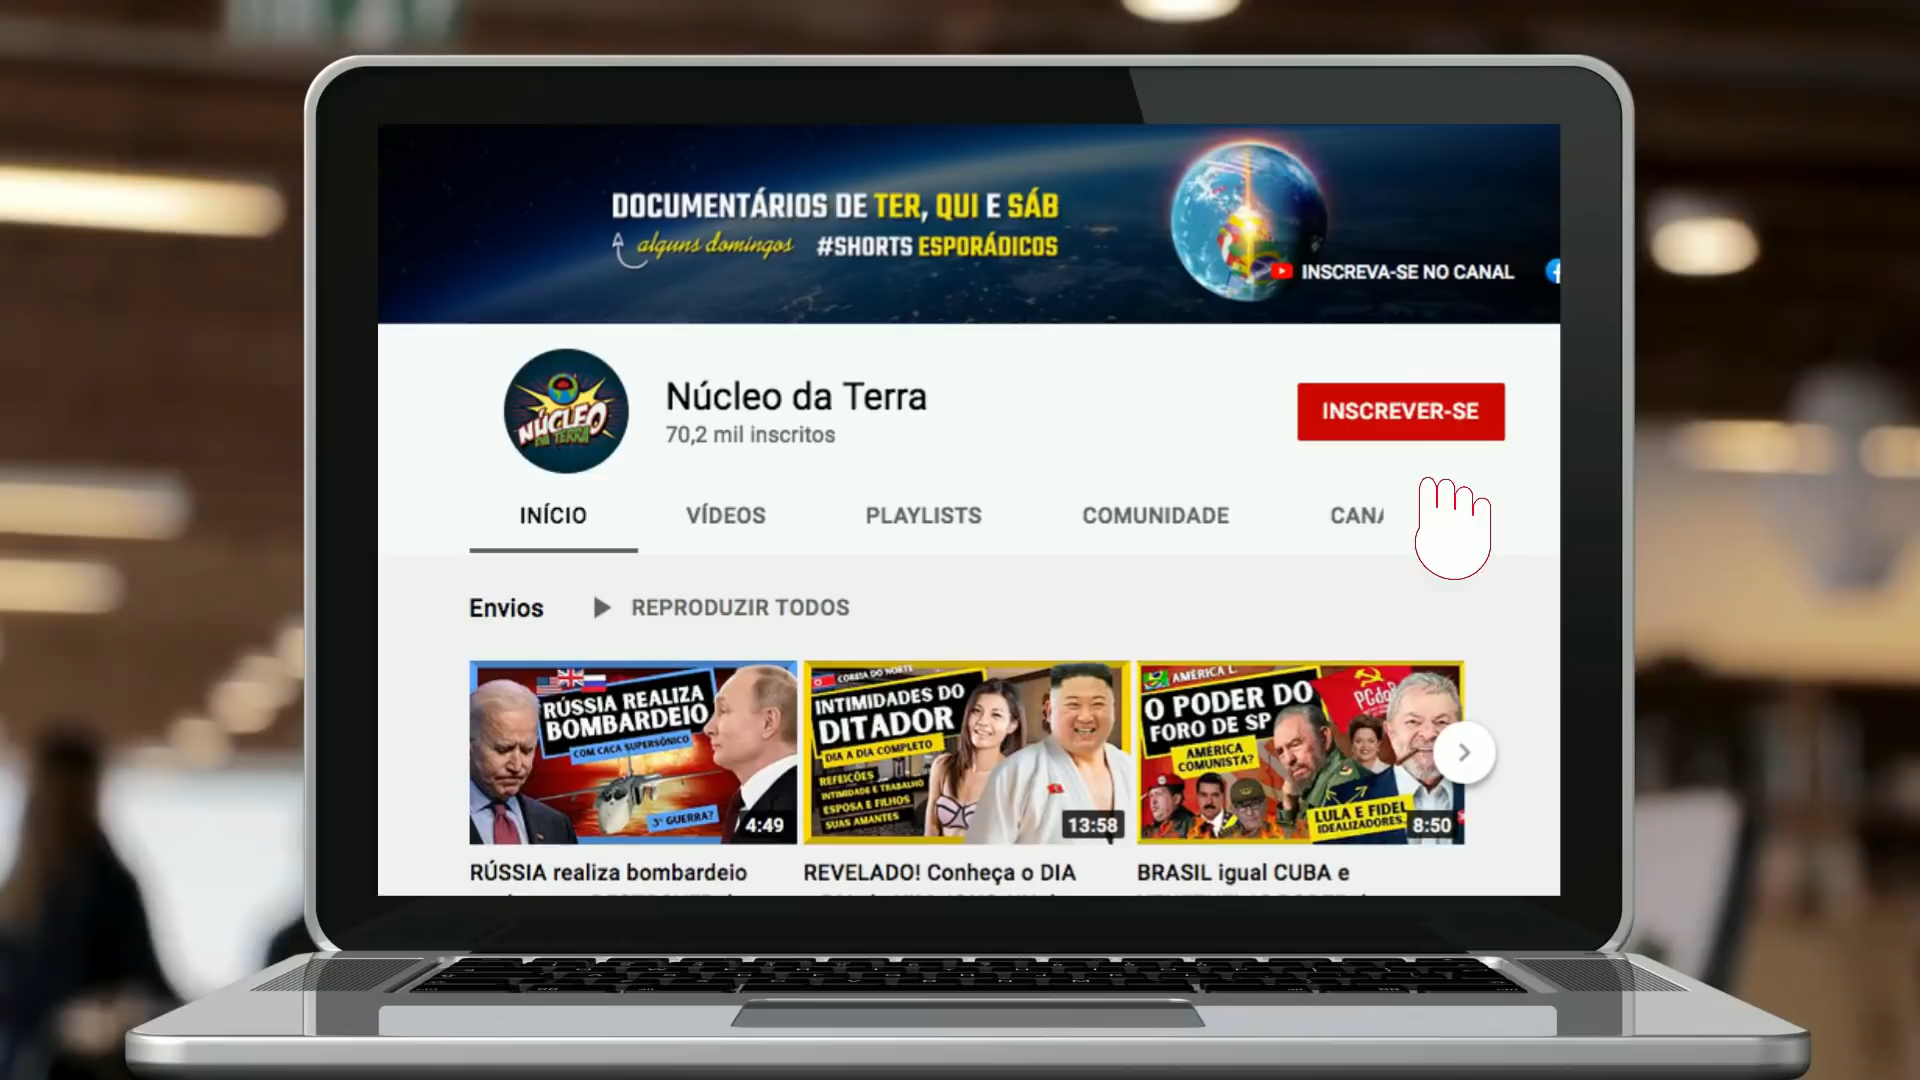 DOCUMENTÁRIOS DE TER, QUI E SÁB
alguns domingos #SHORTS ESPORÁDICOS
INSCREVA-SE NO CANAL
NÚCLEO
DA TERRA
Núcleo da Terra
70,2 mil inscritos
INSCREVER-SE
INÍCIO VÍDEOS PLAYLISTS COMUNIDADE CANA
Envios REPRODUZIR TODOS
RÚSSIA REALIZA
BOMBARDEIO
COM CAÇA SUPERSÔNICO
3ª GUERRA?
4:49
COREIA DO NORTE
INTIMIDADES DO
DITADOR
DIA A DIA COMPLETO
REFEIÇÕES
INTIMIDADE E TRABALHO
ESPOSA E FILHOS
SUAS AMANTES
13:58
AMÉRICA L.
O PODER DO
FORO DE SP
AMÉRICA
COMUNISTA?
PCdoB
LULA E FIDEL
IDEALIZADORES
8:50
RÚSSIA realiza bombardeio
REVELADO! Conheça o DIA
BRASIL igual CUBA e